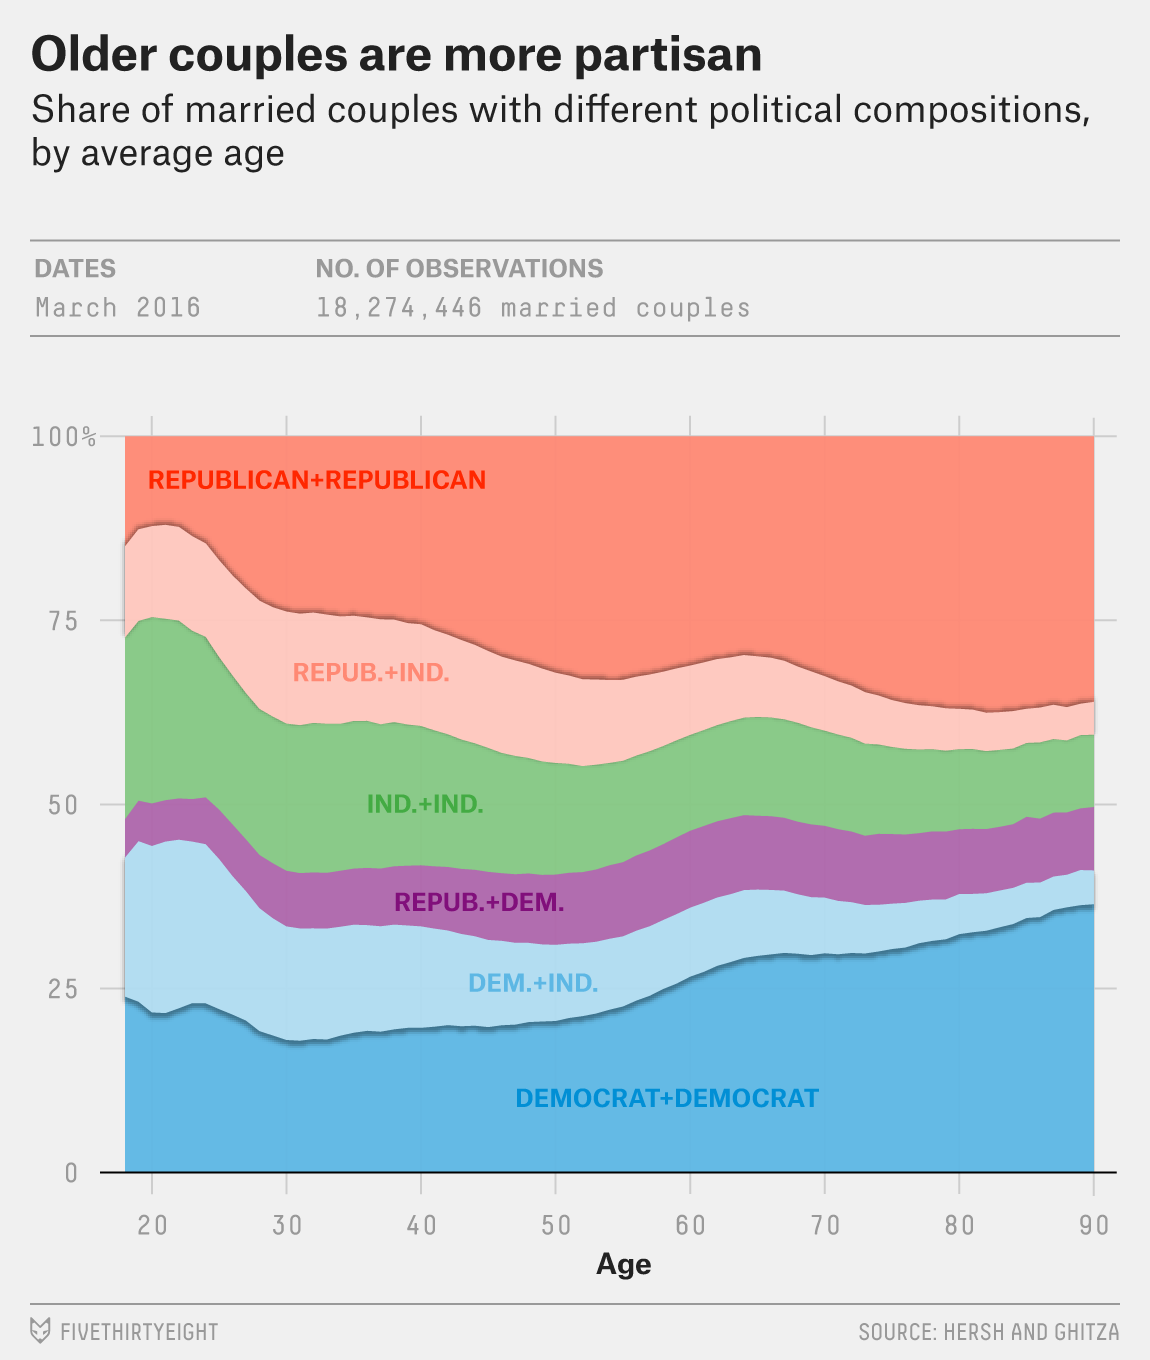 Older couples are more partisan
Share of married couples with different political compositions,
by average age
DATES
NO. OF OBSERVATIONS
March 2016
18,274,446 married couples
100%
75
50
25
0
REPUBLICAN+REPUBLICAN
REPUB.+IND.
IND.+IND.
REPUB.+DEM.
DEM.+IND.
DEMOCRAT+DEMOCRAT
20 30 40 50 60 70 80 90
Age
FIVETHIRTYEIGHT
SOURCE: HERSH AND GHITZA